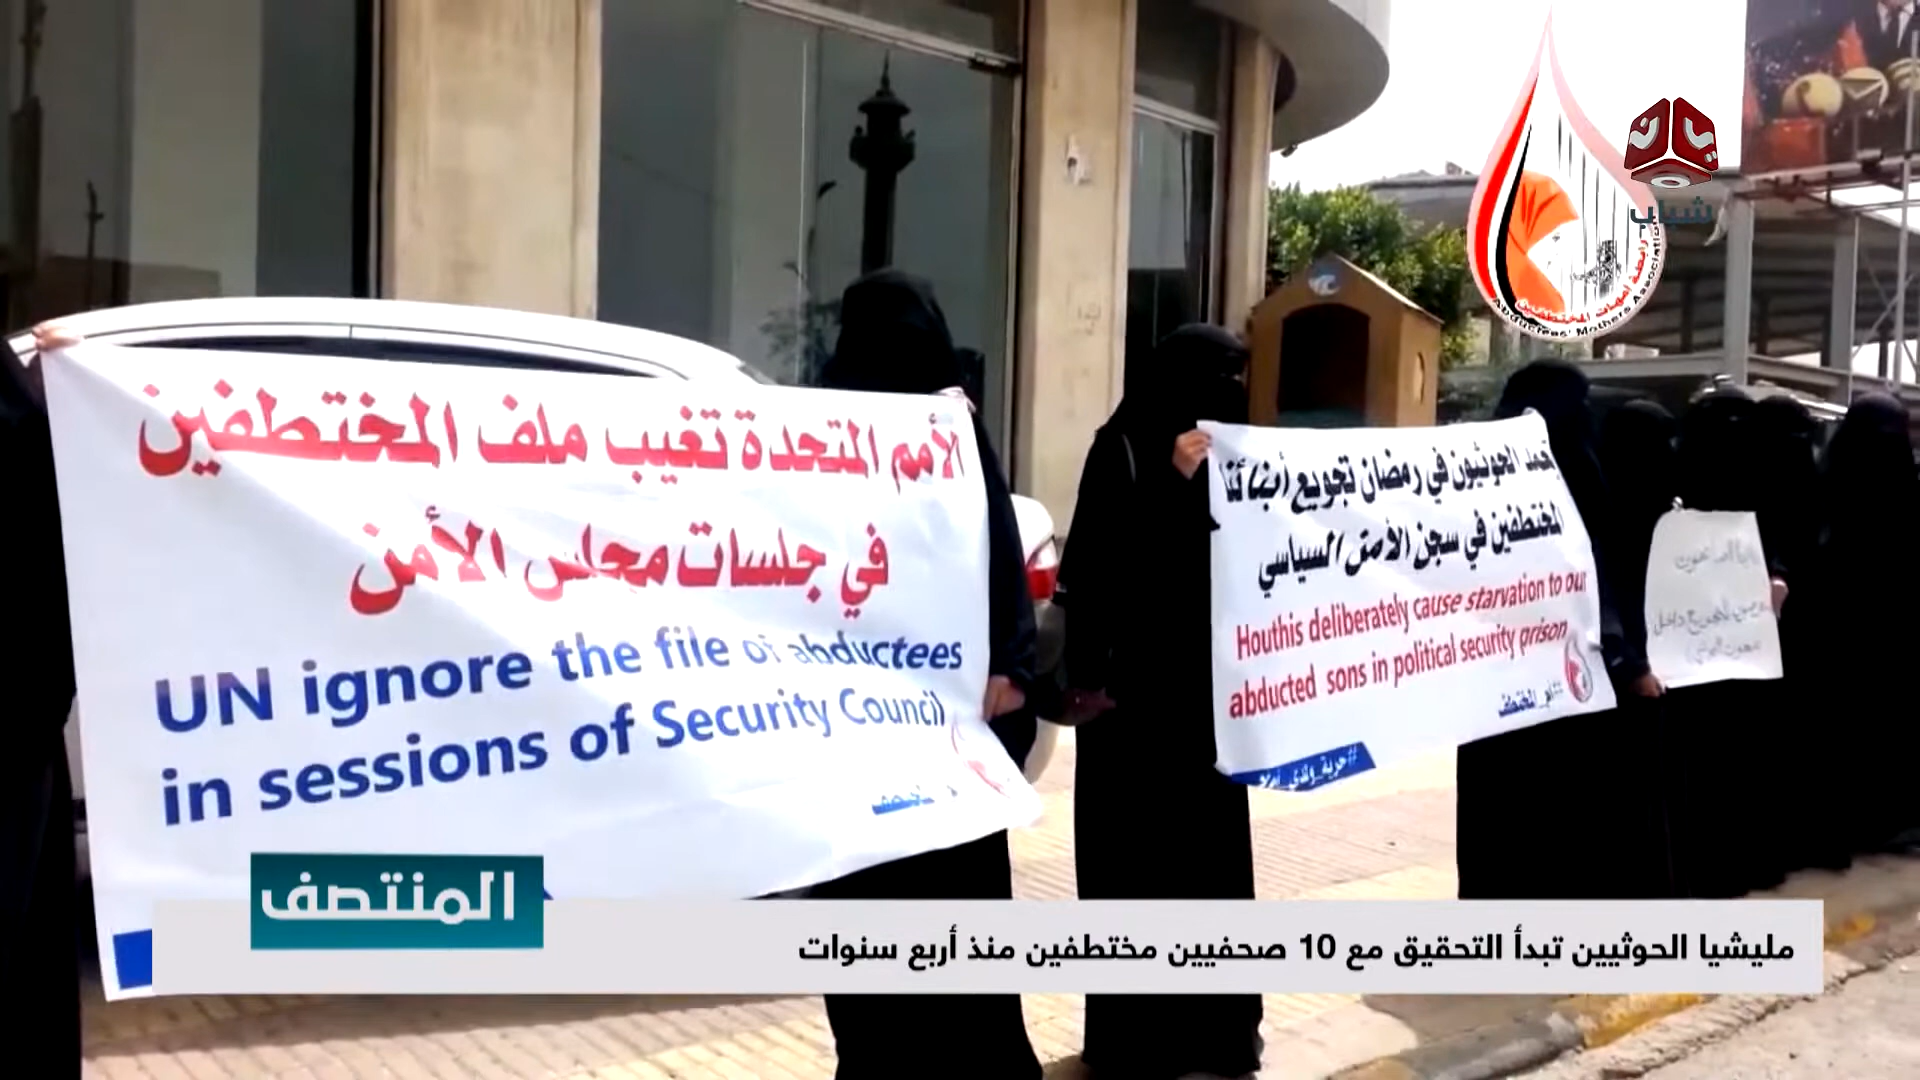 يمن
شباب
رابطة أمهات المختطفين
Abductees' Mothers Association
الأمم المتحدة تغيب ملف المختطفين
في جلسات مجلس الأمن
UN ignore the file of abductees
in sessions of Security Council
الحوثيون في رمضان تجويع أبنائنا
المختطفين في سجن الأمن السياسي
Houthis deliberately cause starvation to our
abducted sons in political security prison
#حرية_ولدي
المنتصف
مليشيا الحوثيين تبدأ التحقيق مع 10 صحفيين مختطفين منذ أربع سنوات